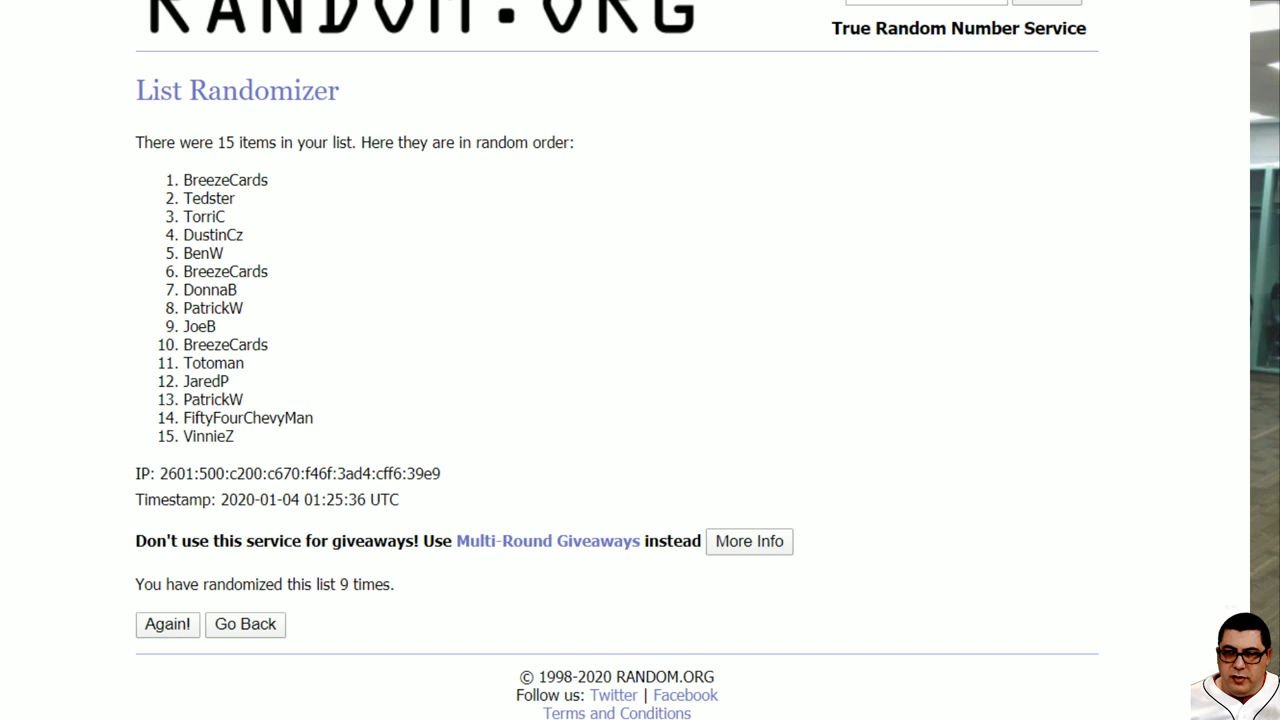 RANDOM.ORG
True Random Number Service
List Randomizer
There were 15 items in your list. Here they are in random order:
1. BreezeCards
2. Tedster
3. TorriC
4. DustinCz
5. BenW
6. BreezeCards
7. DonnaB
8. PatrickW
9. JoeB
10. BreezeCards
11. Totoman
12. JaredP
13. PatrickW
14. FiftyFourChevyMan
15. VinnieZ
IP: 2601:500:c200:c670:f46f:3ad4:cff6:39e9
Timestamp: 2020-01-04 01:25:36 UTC
Don't use this service for giveaways! Use Multi-Round Giveaways instead More Info
You have randomized this list 9 times.
Again! Go Back
© 1998-2020 RANDOM.ORG
Follow us: Twitter | Facebook
Terms and Conditions